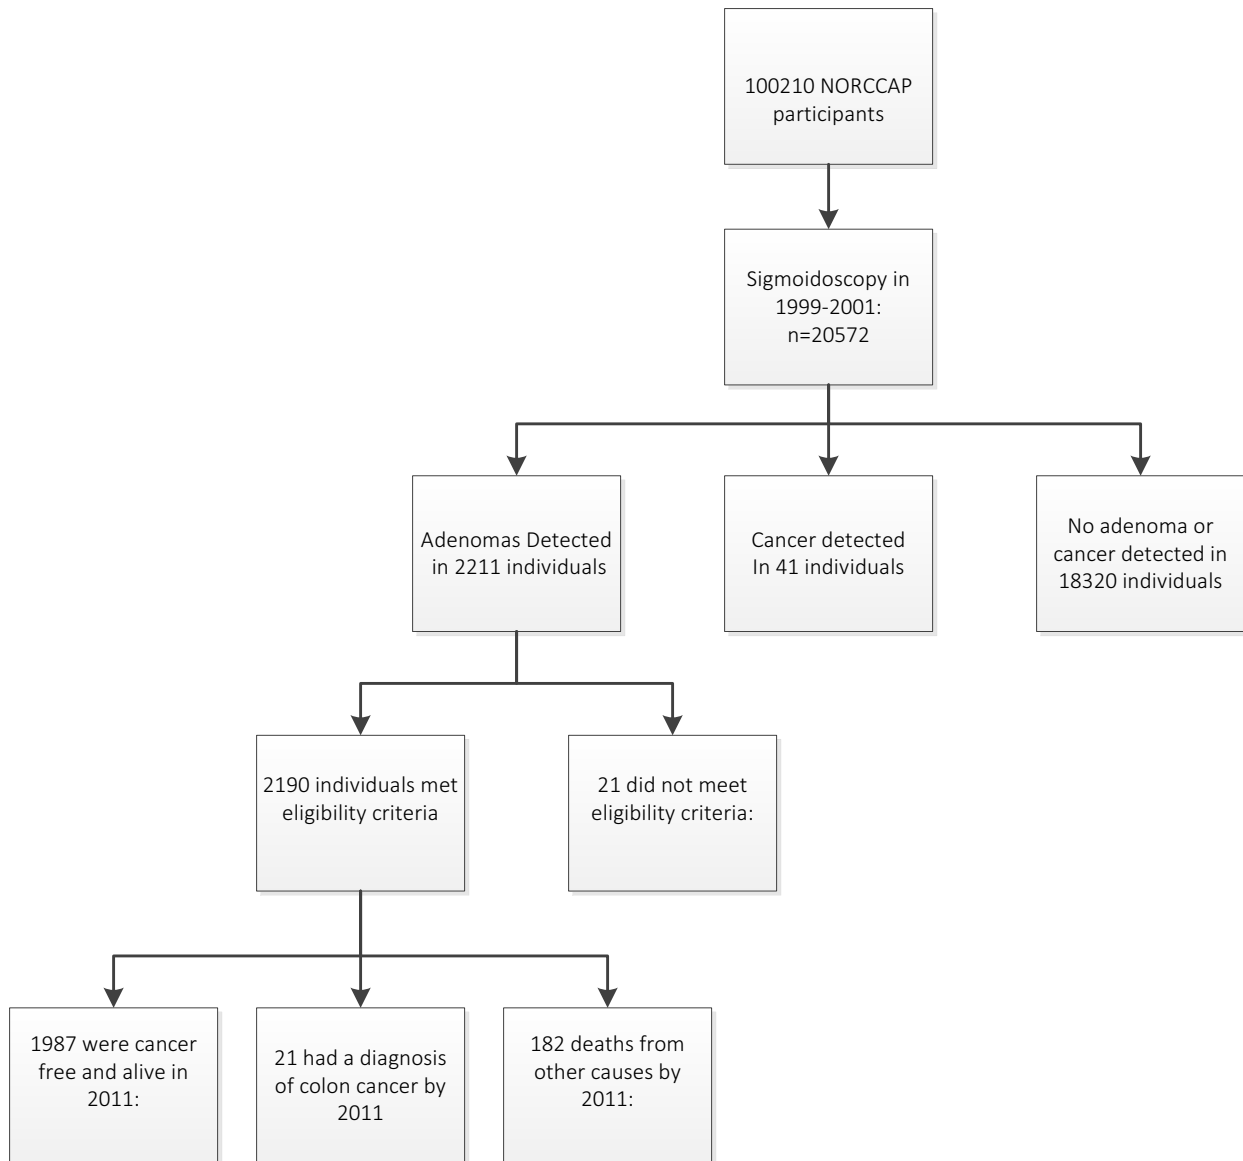 100210 NORCCAP
participants
Sigmoidoscopy in
1999-2001:
n=20572
Adenomas Detected
in 2211 individuals
Cancer detected
In 41 individuals
No adenoma or
cancer detected in
18320 individuals
2190 individuals met
eligibility criteria
21 did not meet
eligibility criteria:
1987 were cancer
free and alive in
2011:
21 had a diagnosis
of colon cancer by
2011
182 deaths from
other causes by
2011: